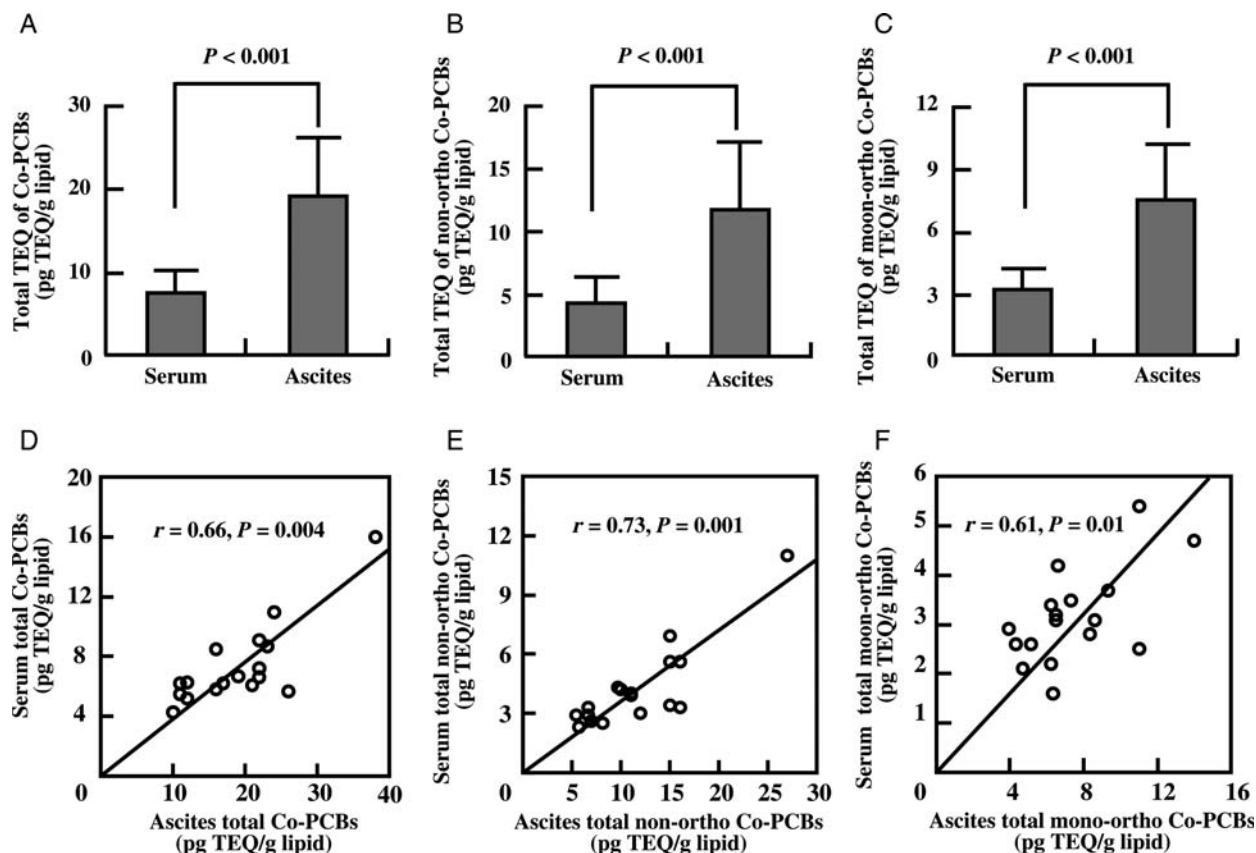 A
P < 0.001
Total TEQ of Co-PCBs
(pg TEQ/g lipid)
30
20
10
0
Serum
Ascites
B
P < 0.001
Total TEQ of non-ortho Co-PCBs
(pg TEQ/g lipid)
20
15
10
5
0
Serum
Ascites
C
P < 0.001
Total TEQ of moon-ortho Co-PCBs
(pg TEQ/g lipid)
12
9
6
3
0
Serum
Ascites
D
r = 0.66, P = 0.004
Serum total Co-PCBs
(pg TEQ/g lipid)
20
16
12
8
4
0
10
20
30
40
Ascites total Co-PCBs
(pg TEQ/g lipid)
E
r = 0.73, P = 0.001
Serum total non-ortho Co-PCBs
(pg TEQ/g lipid)
15
12
9
6
3
0
5
10
15
20
25
30
Ascites total non-ortho Co-PCBs
(pg TEQ/g lipid)
F
r = 0.61, P = 0.01
Serum total moon-ortho Co-PCBs
(pg TEQ/g lipid)
6
5
4
3
2
1
0
4
8
12
16
Ascites total mono-ortho Co-PCBs
(pg TEQ/g lipid)